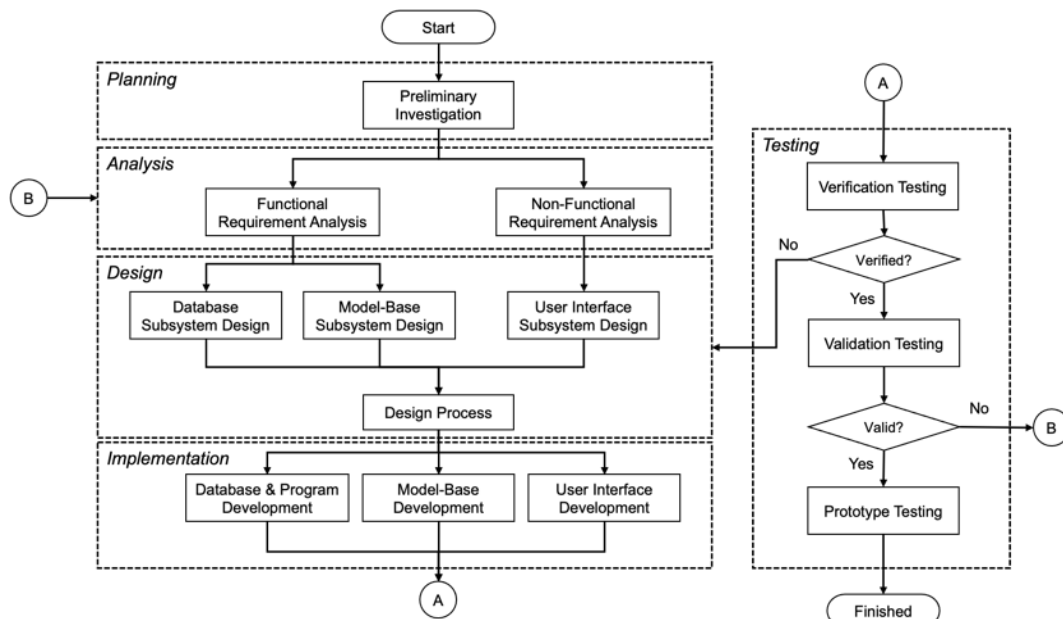 Start
Planning
Preliminary
Investigation
Analysis
B
Functional
Requirement Analysis
Non-Functional
Requirement Analysis
Design
Database
Subsystem Design
Model-Base
Subsystem Design
User Interface
Subsystem Design
Design Process
Implementation
Database & Program
Development
Model-Base
Development
User Interface
Development
A
A
Testing
Verification Testing
No
Verified?
Yes
Validation Testing
No
Valid?
B
Yes
Prototype Testing
Finished